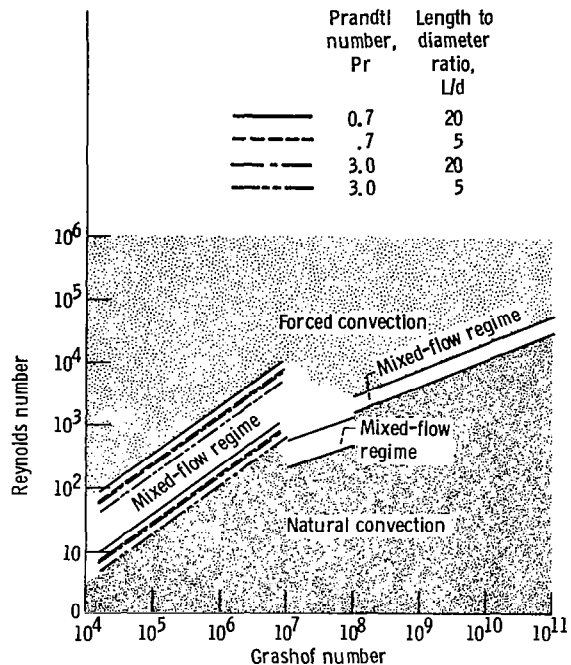 Prandtl Length to
number, diameter
Pr ratio,
L/d
0.7 20
.7 5
3.0 20
3.0 5
10⁶
10⁵
Forced convection
Mixed-flow regime
10⁴
10³
Mixed-flow regime
Mixed-flow
regime
10²
Natural convection
10
0
Reynolds number
10⁴ 10⁵ 10⁶ 10⁷ 10⁸ 10⁹ 10¹⁰ 10¹¹
Grashof number